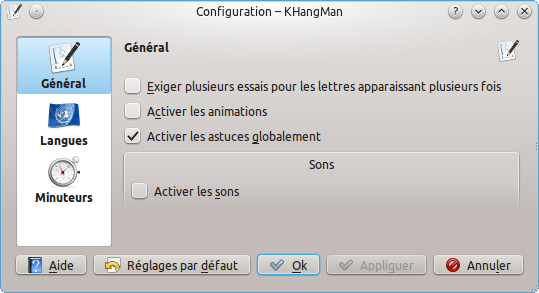 Configuration – KHangMan
Général
Général
Exiger plusieurs essais pour les lettres apparaissant plusieurs fois
Activer les animations
Activer les astuces globalement
Langues
Sons
Activer les sons
Minuteurs
Aide
Réglages par défaut
Ok
Appliquer
Annuler